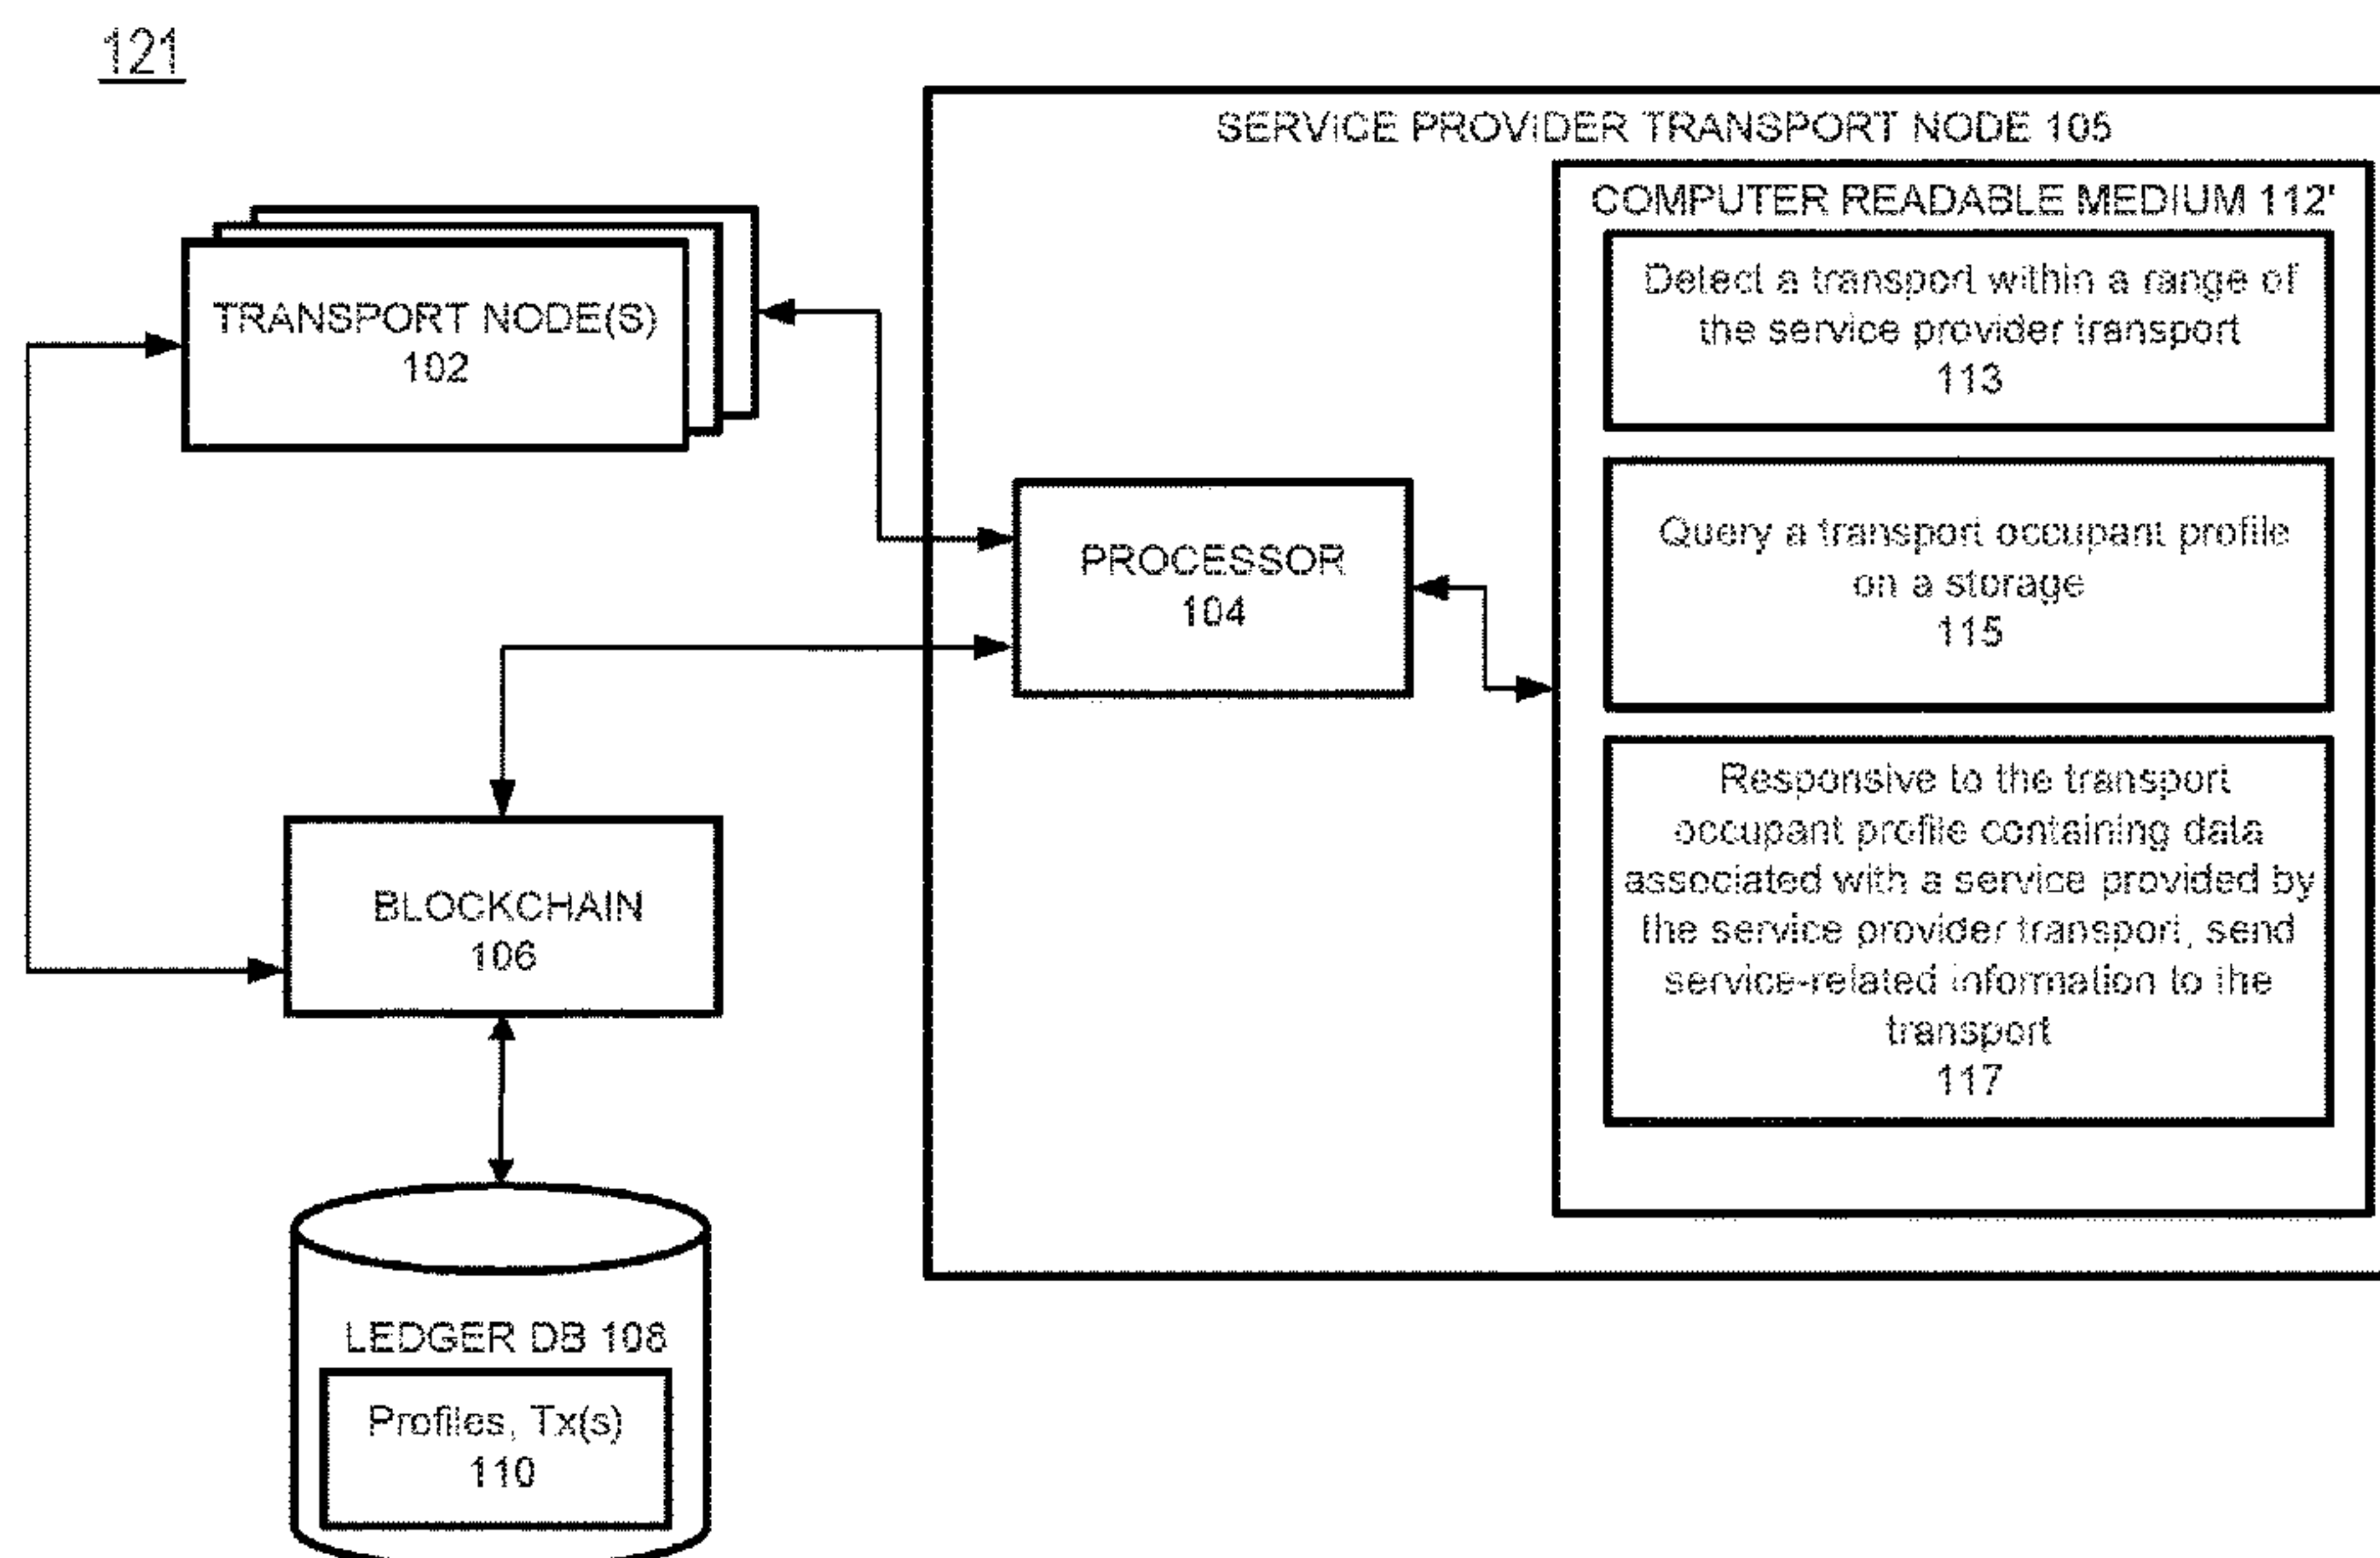 121
SERVICE PROVIDER TRANSPORT NODE 105
COMPUTER READABLE MEDIUM 112'
Detect a transport within a range of
the service provider transport
113
TRANSPORT NODE(S)
102
Query a transport occupant profile
on a storage
115
PROCESSOR
104
Responsive to the transport
occupant profile containing data
associated with a service provided by
the service provider transport, send
service-related information to the
transport
117
BLOCKCHAIN
106
LEDGER DB 108
Profiles, Tx(s)
110